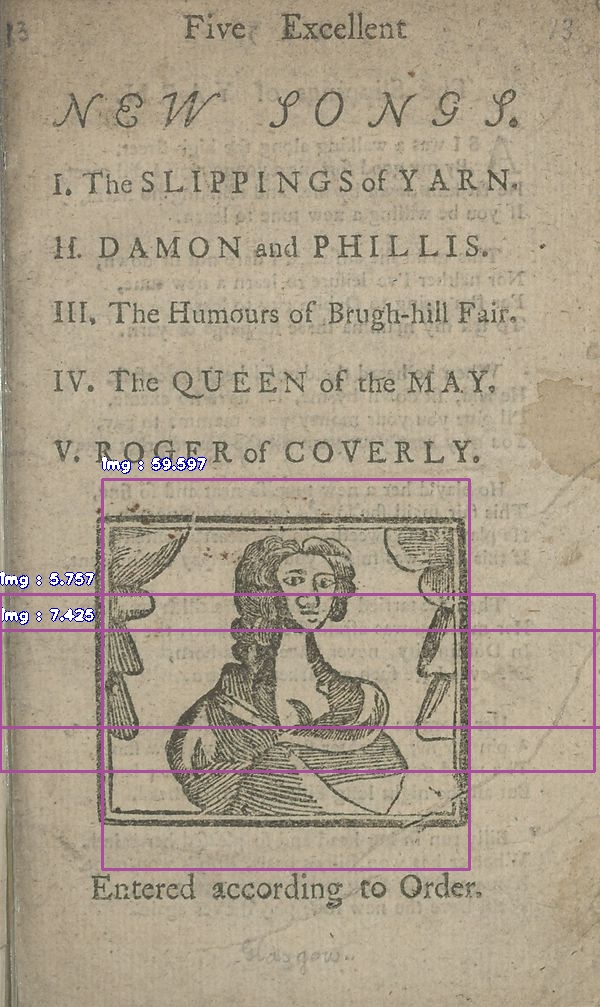 13 13
Five Excellent
NEW SONGS.
I. The SLIPPINGS of YARN.
II. DAMON and PHILLIS.
III. The Humours of Brugh-hill Fair.
IV. The QUEEN of the MAY.
V. ROGER of COVERLY.
Img : 59.597
Img : 5.757
Img : 7.425
Entered according to Order.
Glasgow.